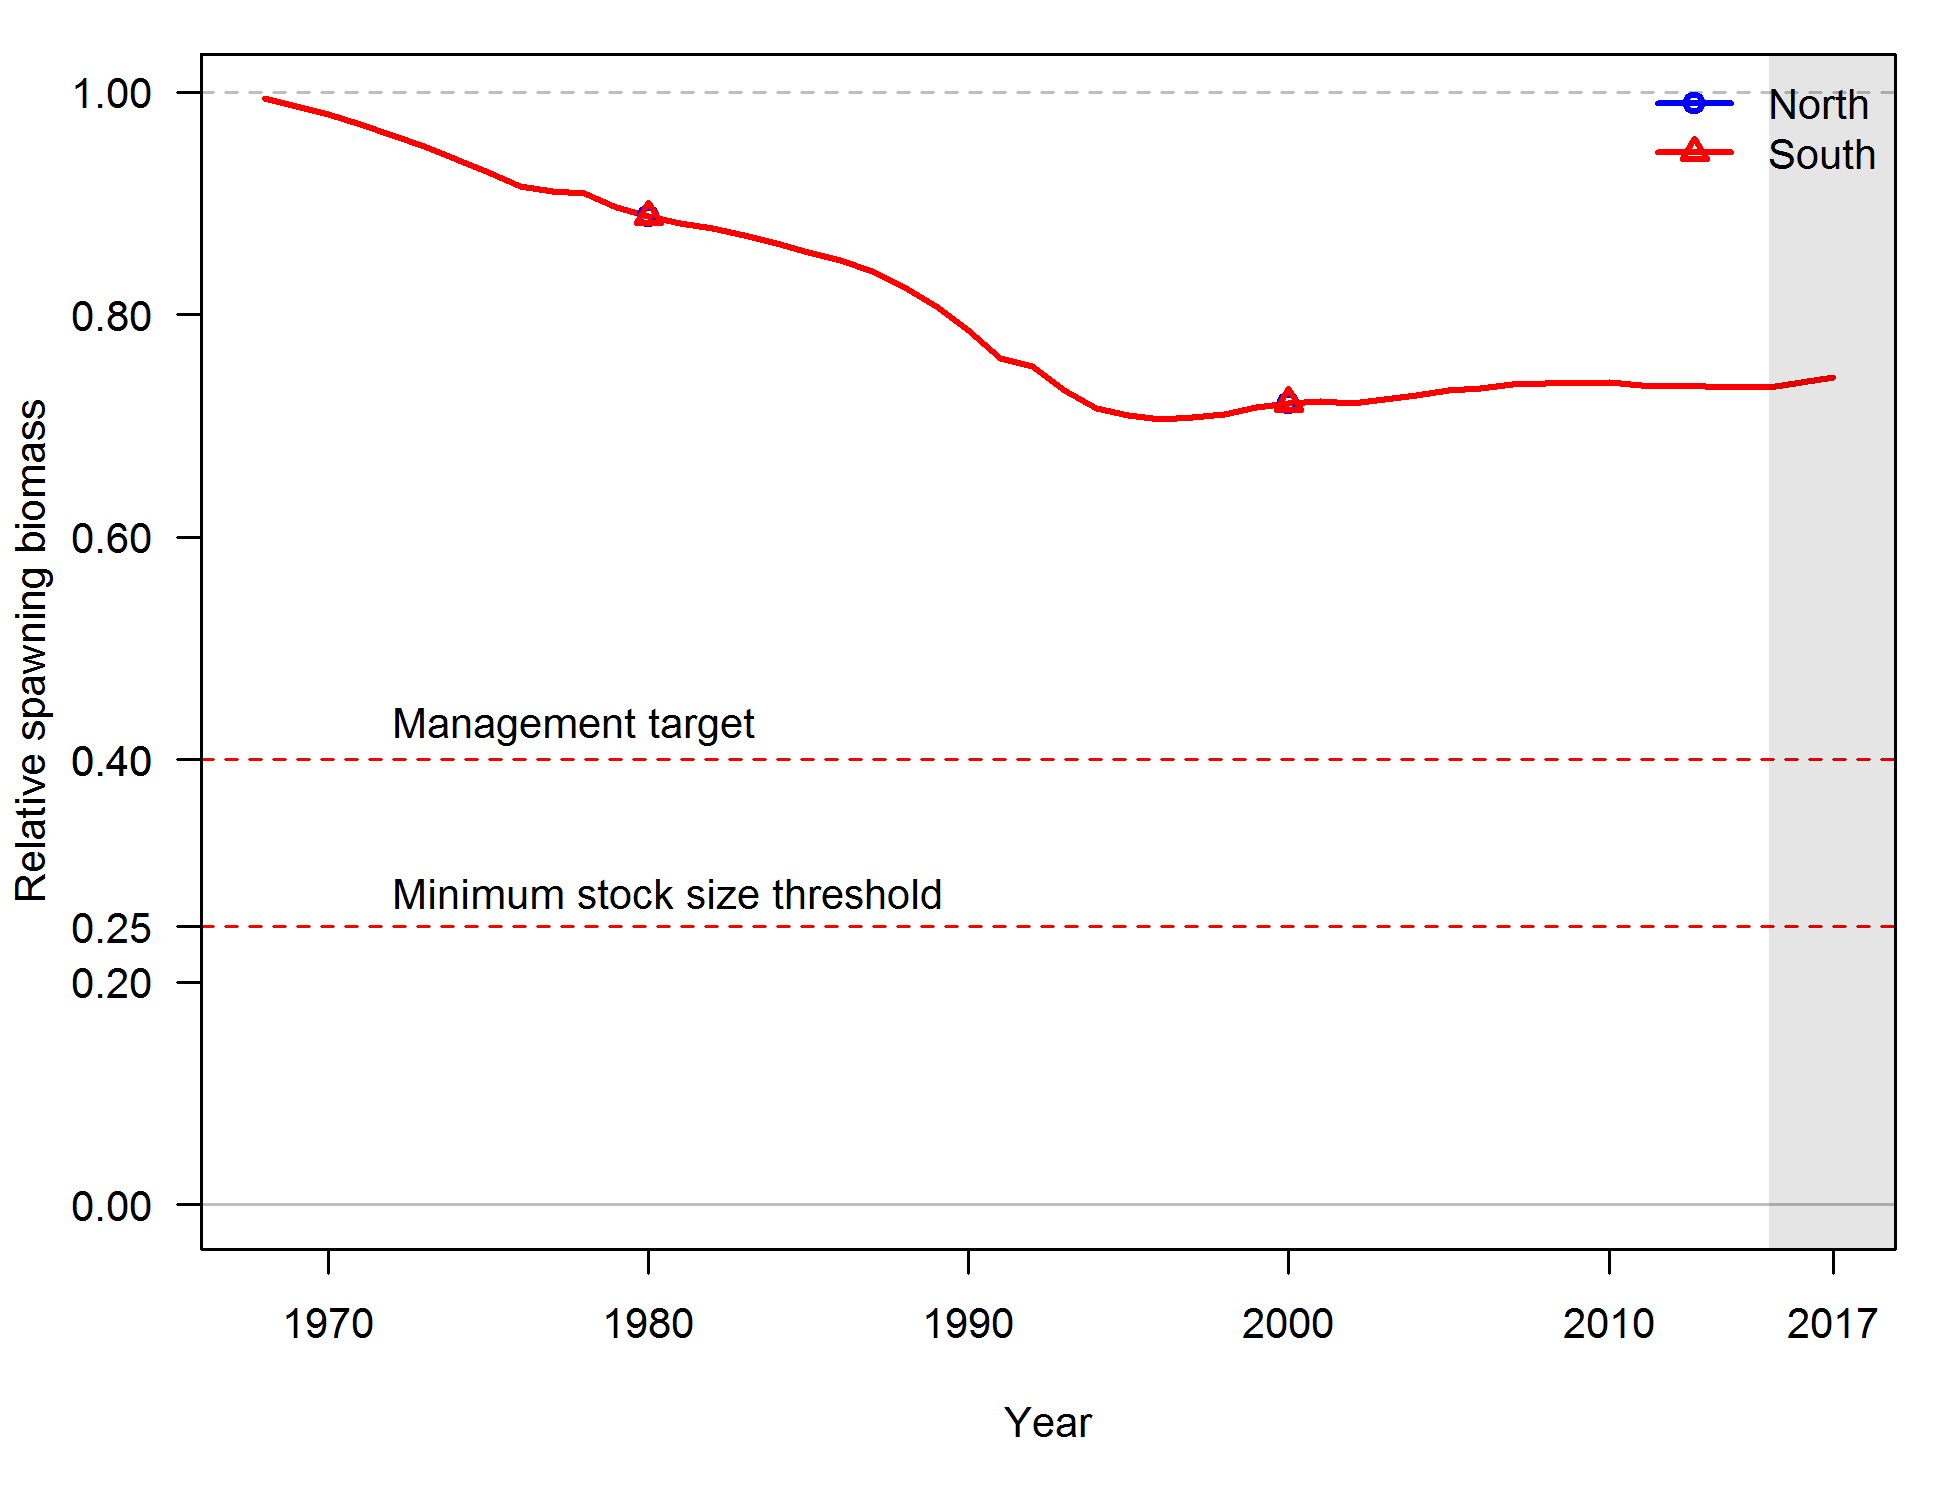 1.00
0.80
0.60
0.40
0.25
0.20
0.00
Relative spawning biomass
North
South
Management target
Minimum stock size threshold
1970 1980 1990 2000 2010 2017
Year